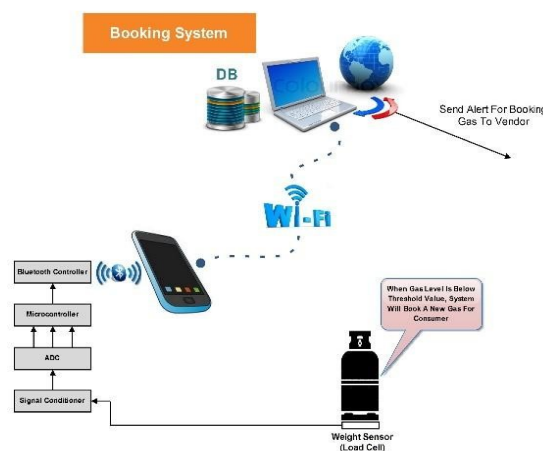 Booking System
DB
Send Alert For Booking
Gas To Vendor
Wi-Fi
Bluetooth Controller
Microcontroller
ADC
Signal Conditioner
When Gas Level Is Below
Threshold Value, System
Will Book A New Gas For
Consumer
Weight Sensor
(Load Cell)